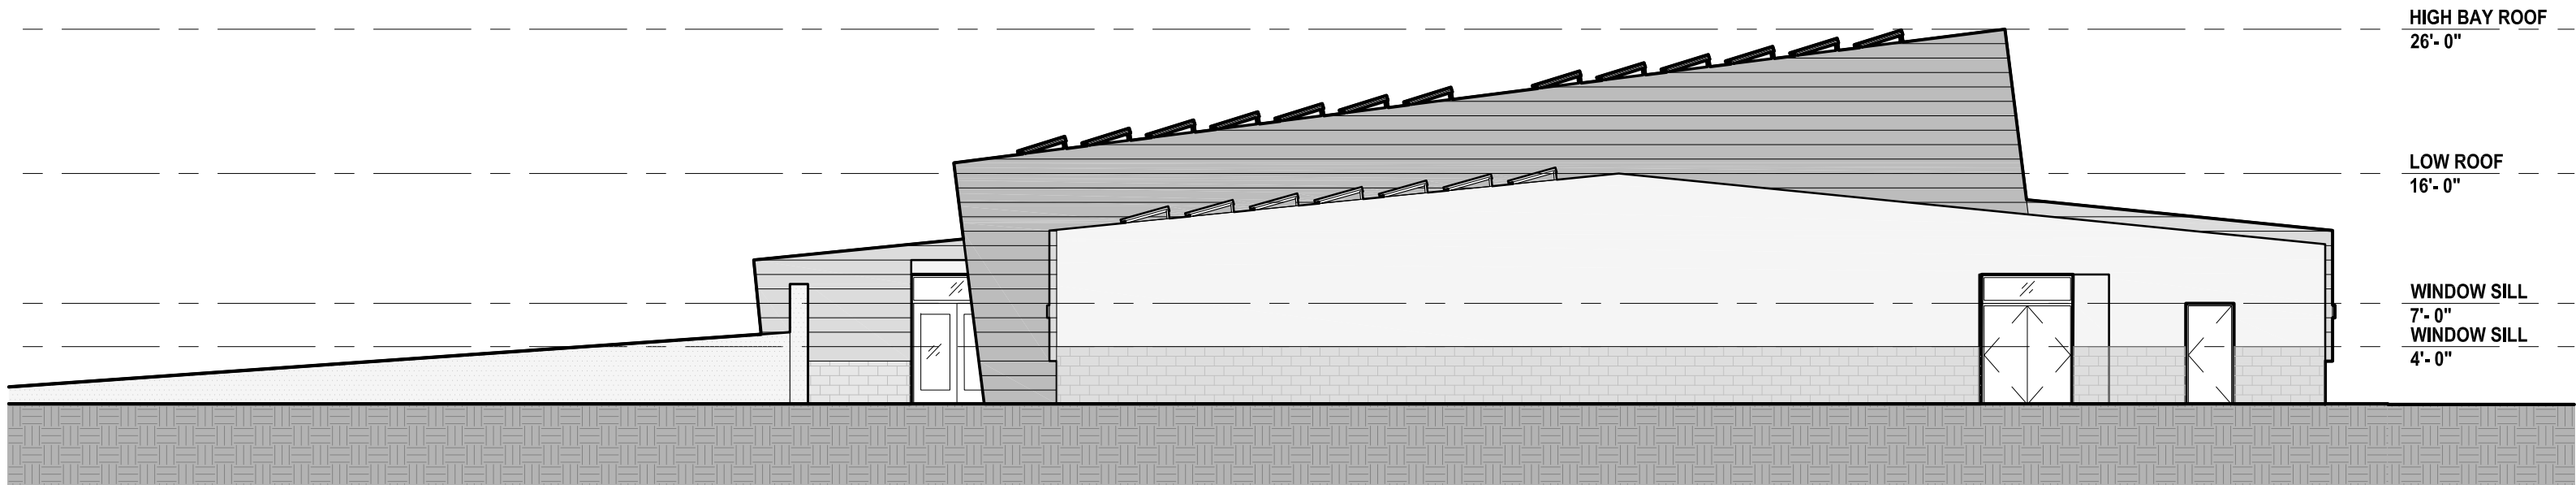 HIGH BAY ROOF
26'- 0"
LOW ROOF
16'- 0"
WINDOW SILL
7'- 0"
WINDOW SILL
4'- 0"